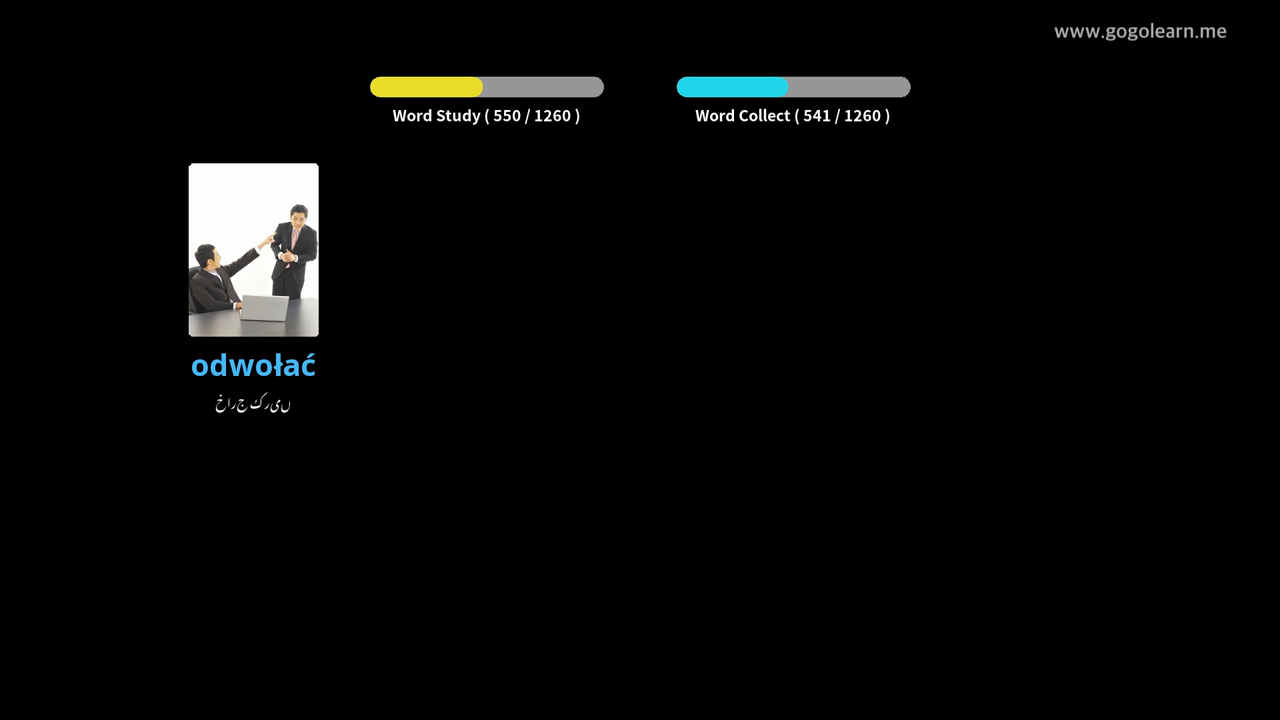 www.gogolearn.me
Word Study ( 550 / 1260 )
Word Collect ( 541 / 1260 )
odwołać
خارج کریں